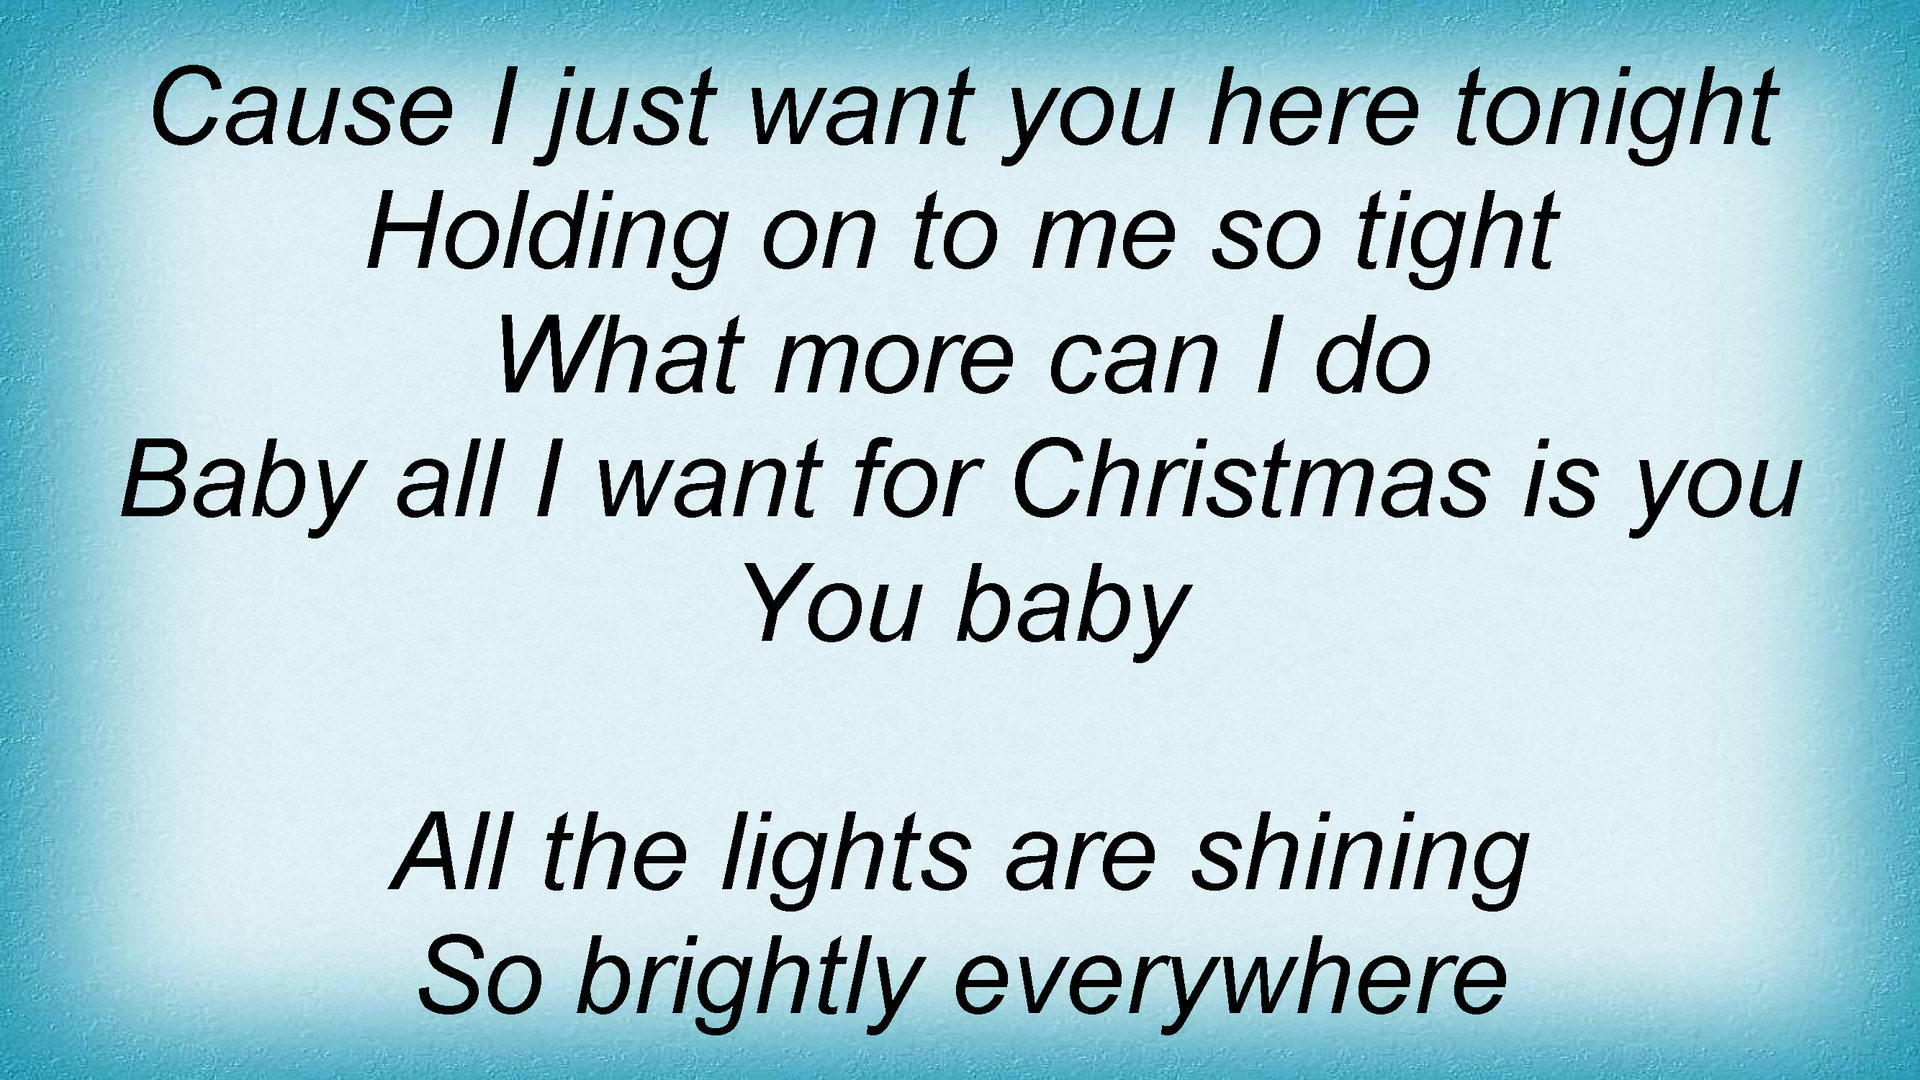 Cause I just want you here tonight
Holding on to me so tight
What more can I do
Baby all I want for Christmas is you
You baby
All the lights are shining
So brightly everywhere